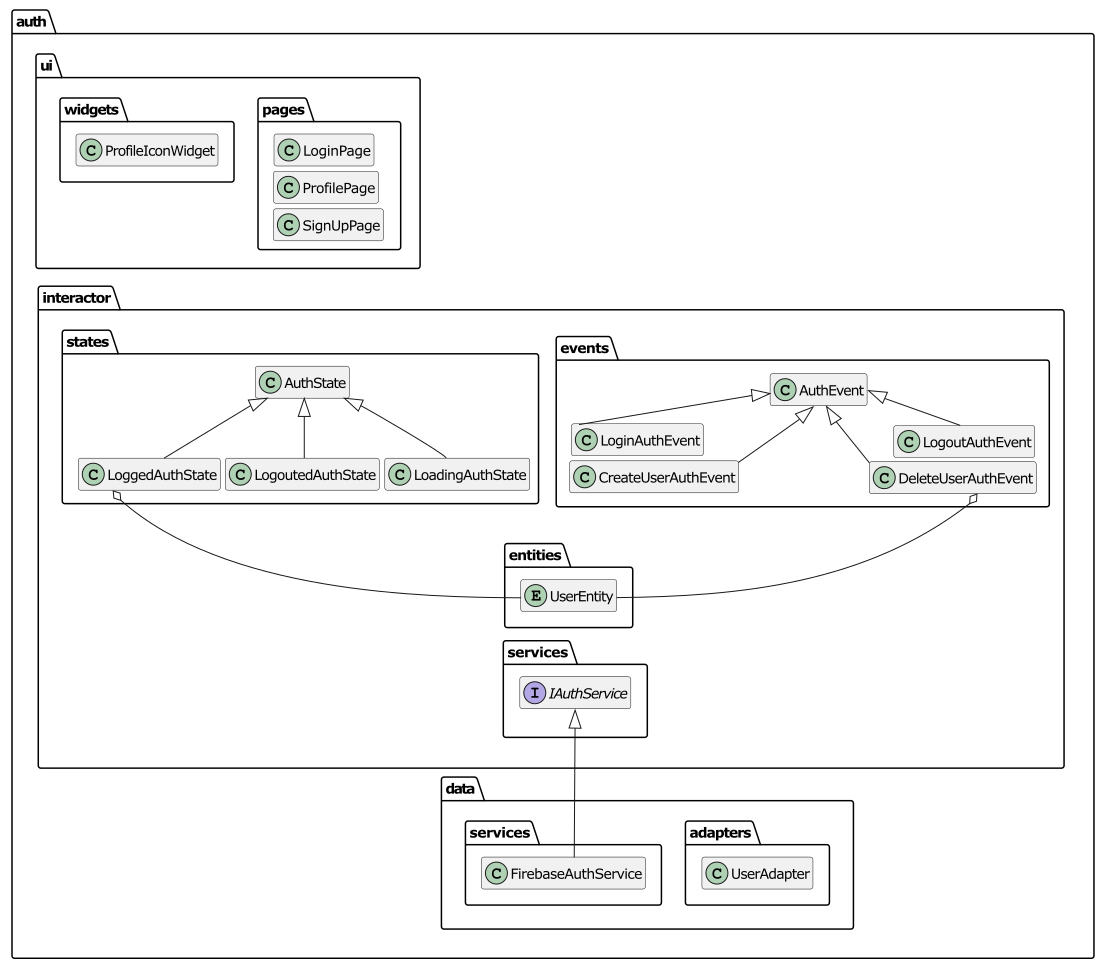 auth
ui
widgets
C ProfileIconWidget
pages
C LoginPage
C ProfilePage
C SignUpPage
interactor
states
C AuthState
C LoggedAuthState
C LogoutedAuthState
C LoadingAuthState
events
C AuthEvent
C LoginAuthEvent
C LogoutAuthEvent
C CreateUserAuthEvent
C DeleteUserAuthEvent
entities
E UserEntity
services
I IAuthService
data
services
C FirebaseAuthService
adapters
C UserAdapter